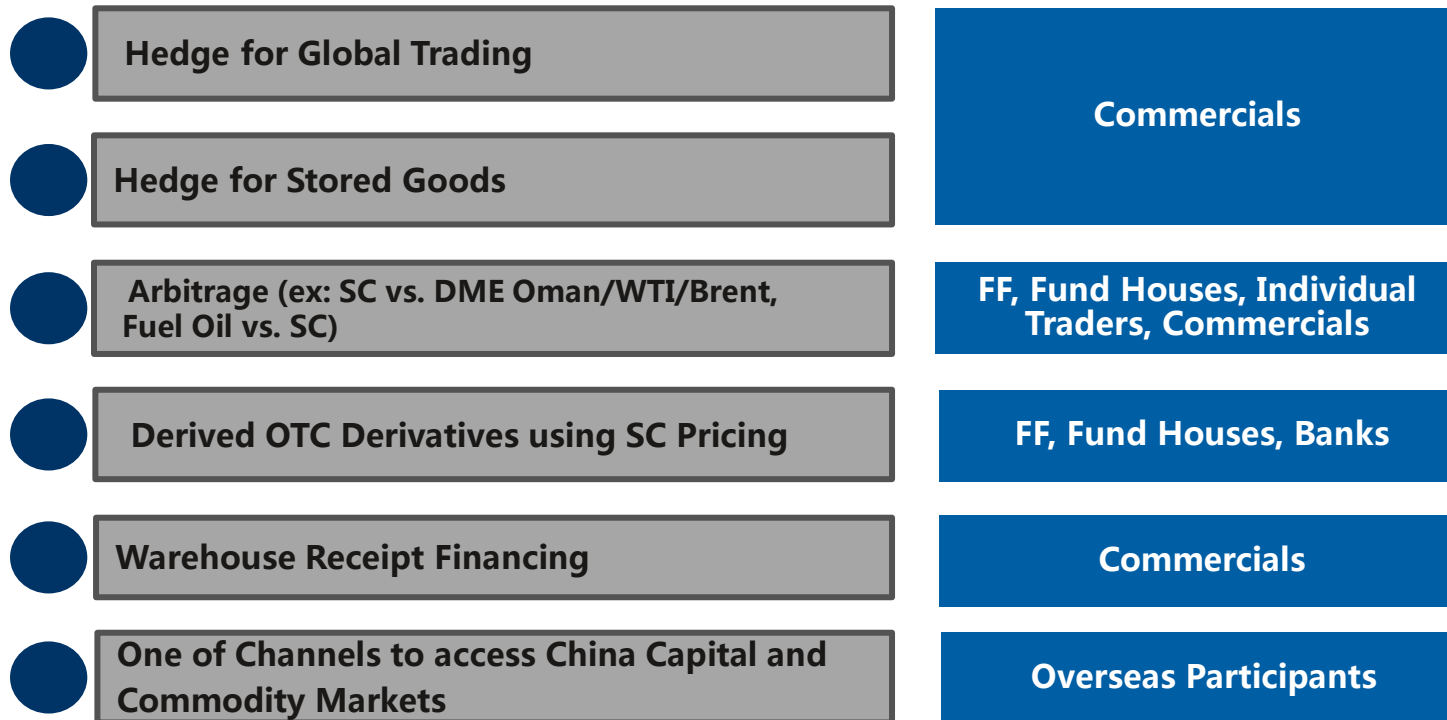 Hedge for Global Trading
Commercials
Hedge for Stored Goods
Arbitrage (ex: SC vs. DME Oman/WTI/Brent,
Fuel Oil vs. SC)
FF, Fund Houses, Individual
Traders, Commercials
Derived OTC Derivatives using SC Pricing
FF, Fund Houses, Banks
Warehouse Receipt Financing
Commercials
One of Channels to access China Capital and
Commodity Markets
Overseas Participants